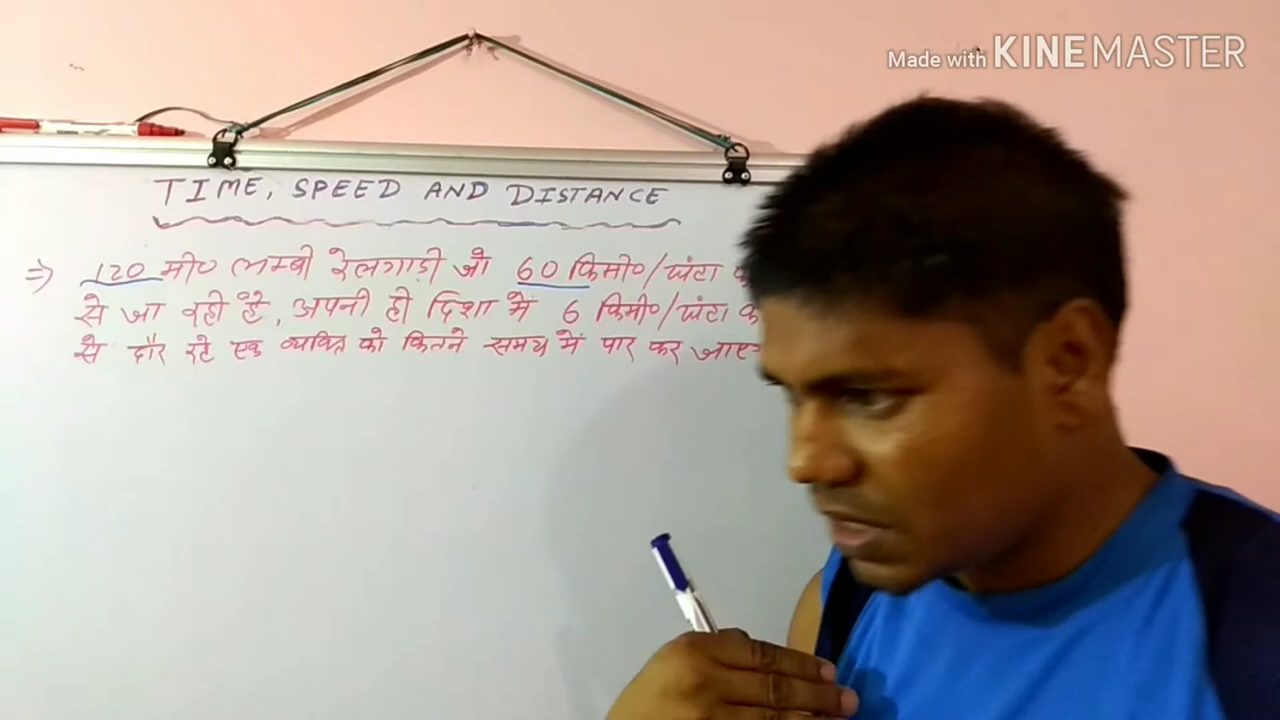 Made with KINEMASTER
TIME, SPEED AND DISTANCE
⇒ 120 मी० लम्बी रेलगाड़ी जो 60 किमी०/घंटा
से जा रही है, अपनी ही दिशा में 6 किमी०/घंटा
से दौर रहे एक व्यक्ति को कितने समय में पार कर